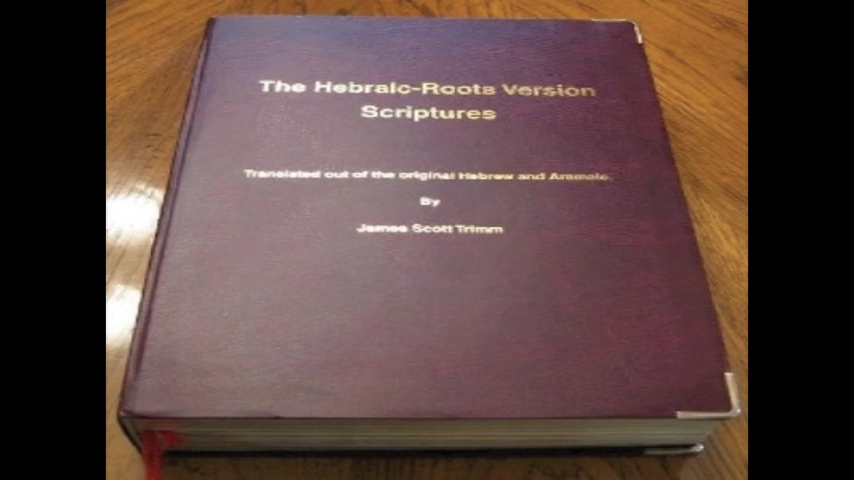 The Hebraic-Roots Version
Scriptures
Translated out of the original Hebrew and Aramaic.
By
James Scott Trimm